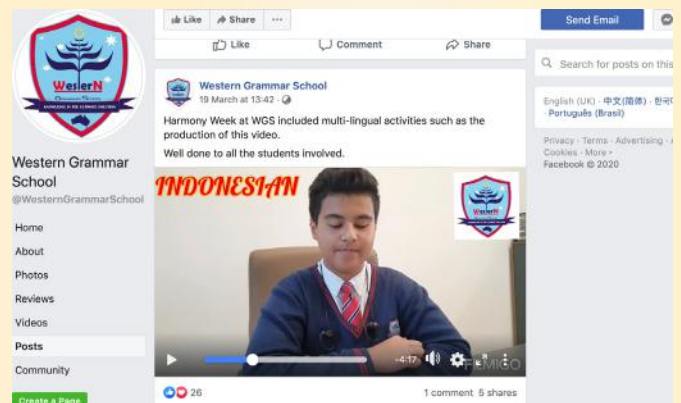 Like Share ...
Send Email
Like Comment Share
Search for posts on this
WesterN
Western Grammar School
19 March at 13:42
Harmony Week at WGS included multi-lingual activities such as the
production of this video.
Well done to all the students involved.
English (UK) · 中文(简体) · 한국어
· Português (Brasil)
Privacy · Terms · Advertising ·
Cookies · More
Facebook © 2020
Western Grammar
School
@WesternGrammarSchool
Home
About
Photos
Reviews
Videos
Posts
Community
Create a Page
INDONESIAN
WesterN
-4:17
FILMIGO
26
1 comment 5 shares